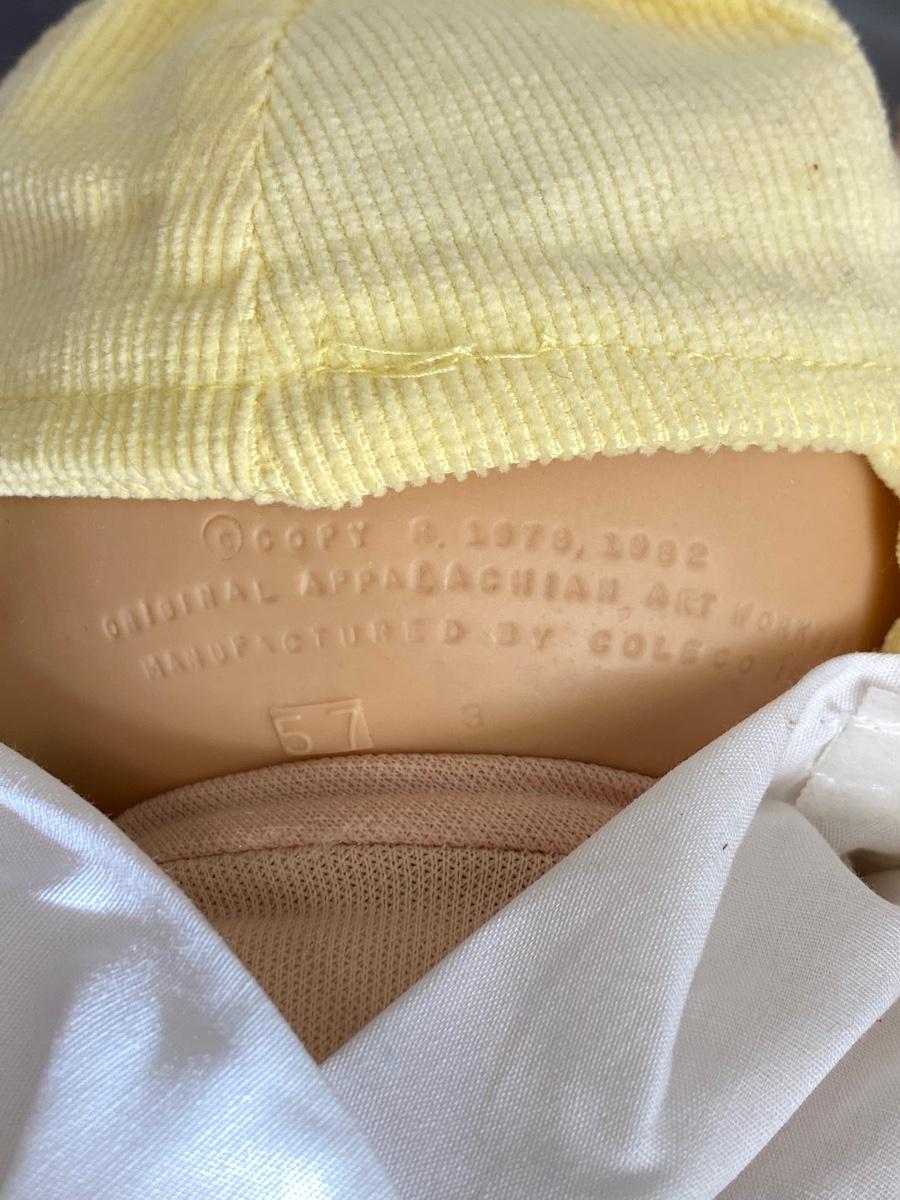 ©COPY R. 1978, 1982
ORIGINAL APPALACHIAN ART WORKS
MANUFACTURED BY COLECO
57 3